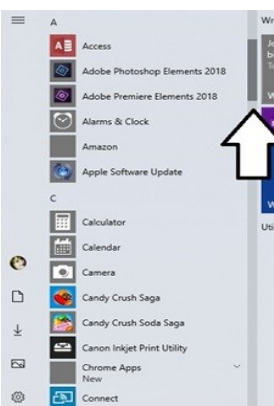 A
Access
Adobe Photoshop Elements 2018
Adobe Premiere Elements 2018
Alarms & Clock
Amazon
Apple Software Update
C
Calculator
Calendar
Camera
Candy Crush Saga
Candy Crush Soda Saga
Canon Inkjet Print Utility
Chrome Apps
New
Connect